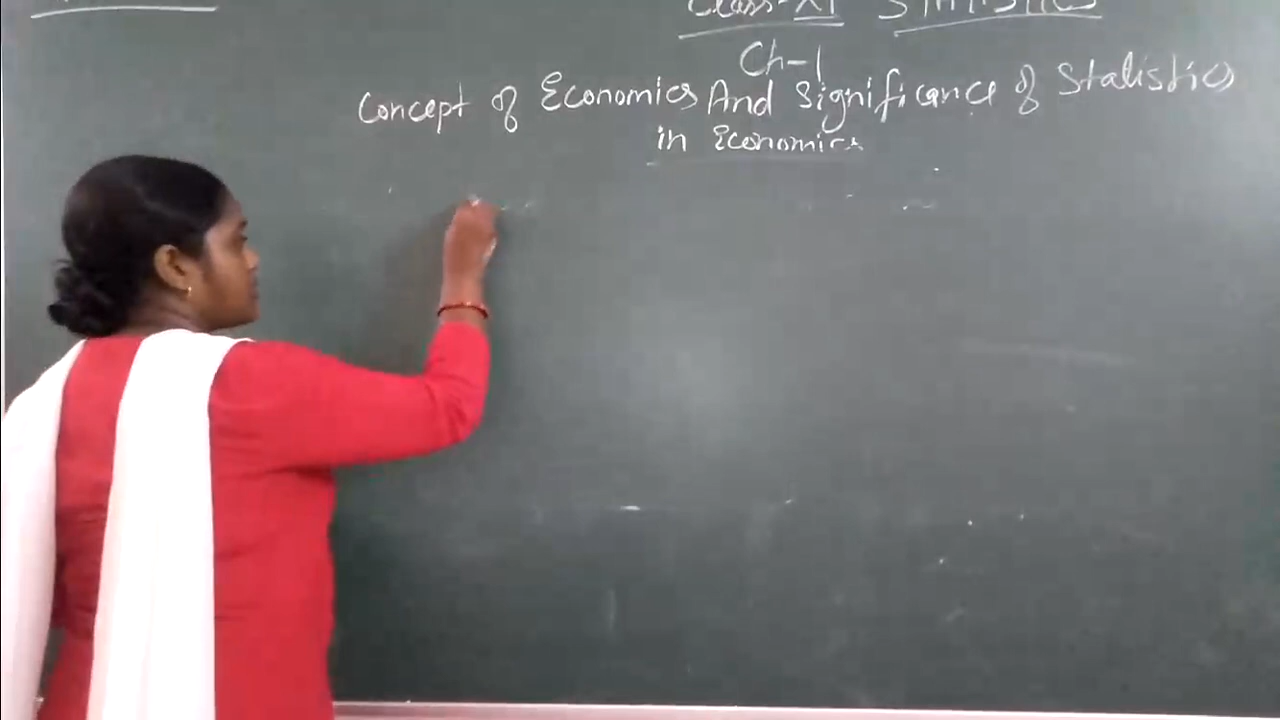 Class-XI STATISTICS
Ch-1
Concept of Economics And Significance of Statistics
in Economics